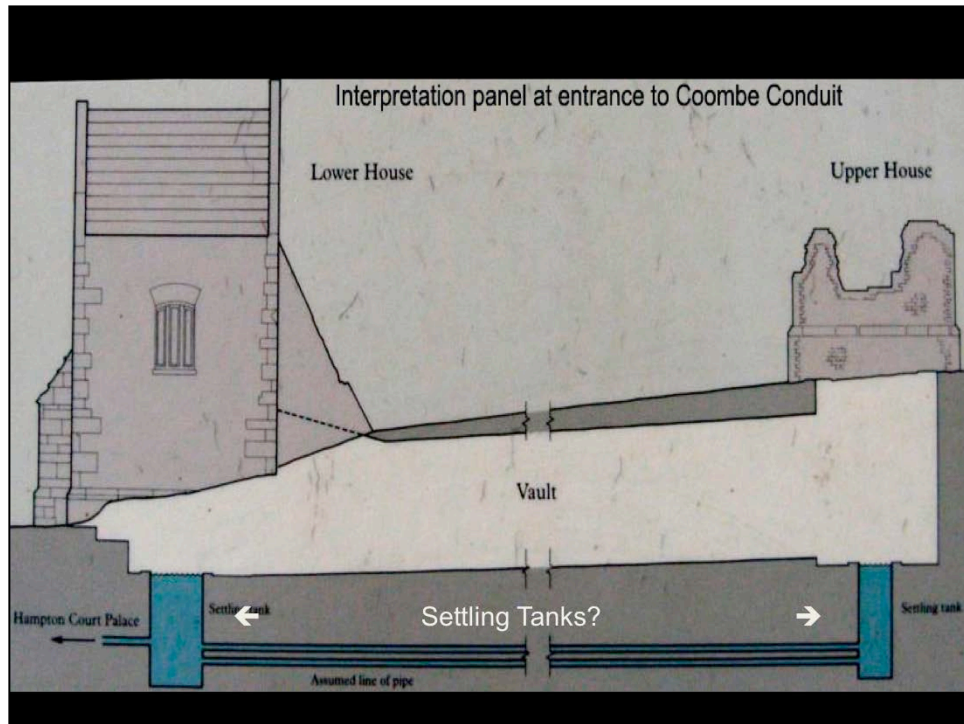 Interpretation panel at entrance to Coombe Conduit
Lower House
Upper House
Vault
Settling tank
Settling Tanks?
Settling tank
Hampton Court Palace
Assumed line of pipe